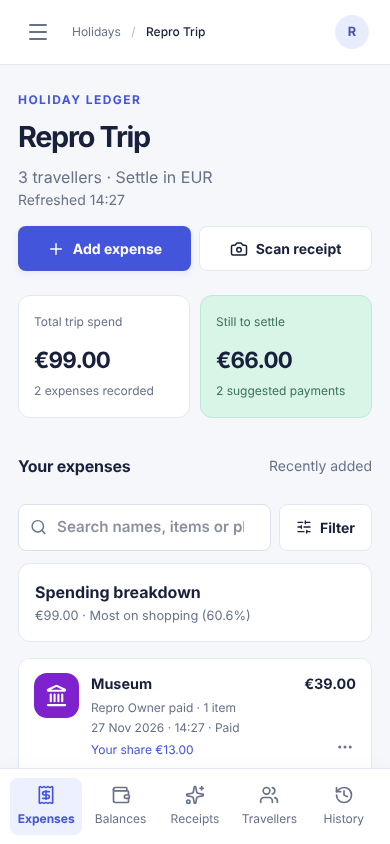 Holidays / Repro Trip
R
HOLIDAY LEDGER
Repro Trip
3 travellers · Settle in EUR
Refreshed 14:27
Add expense
Scan receipt
Total trip spend
€99.00
2 expenses recorded
Still to settle
€66.00
2 suggested payments
Your expenses
Recently added
Search names, items or pl
Filter
Spending breakdown
€99.00 · Most on shopping (60.6%)
Museum
€39.00
Repro Owner paid · 1 item
27 Nov 2026 · 14:27 · Paid
Your share €13.00
Expenses
Balances
Receipts
Travellers
History